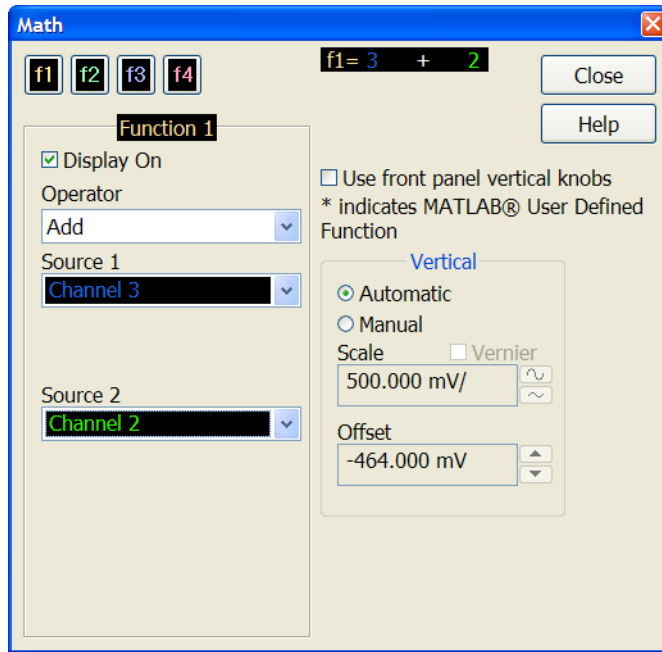 Math
f1 f2 f3 f4
f1= 3 + 2
Close
Help
Function 1
Display On
Operator
Add
Source 1
Channel 3
Source 2
Channel 2
Use front panel vertical knobs
* indicates MATLAB® User Defined
Function
Vertical
Automatic
Manual
Scale
Vernier
500.000 mV/
Offset
-464.000 mV